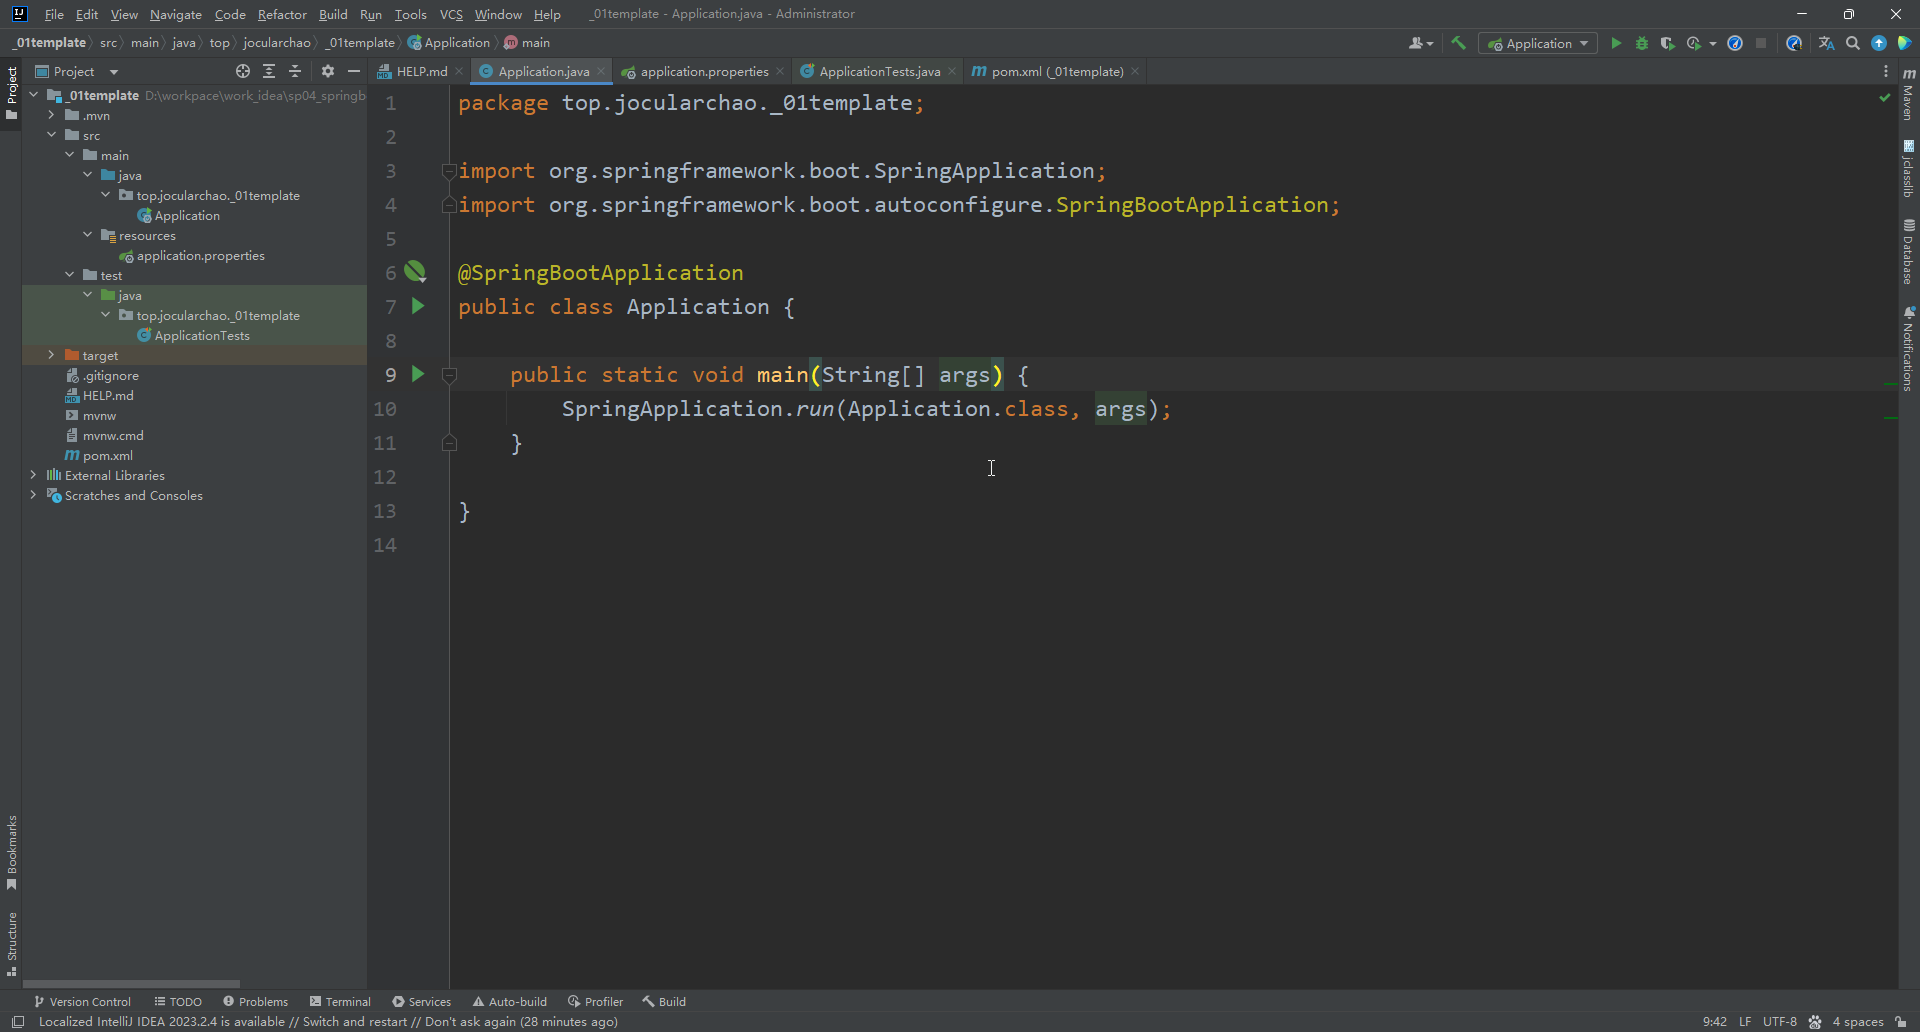 File Edit View Navigate Code Refactor Build Run Tools VCS Window Help _01template - Application.java - Administrator
_01template src main java top jocularchao _01template Application main
Application
Project
HELP.md Application.java application.properties ApplicationTests.java pom.xml (_01template)
Project
Bookmarks
Structure
_01template D:\workpace\work_idea\sp04_springb
.mvn
src
main
java
top.jocularchao._01template
Application
resources
application.properties
test
java
top.jocularchao._01template
ApplicationTests
target
.gitignore
HELP.md
mvnw
mvnw.cmd
pom.xml
External Libraries
Scratches and Consoles
1 package top.jocularchao._01template;
2
3 import org.springframework.boot.SpringApplication;
4 import org.springframework.boot.autoconfigure.SpringBootApplication;
5
6 @SpringBootApplication
7 public class Application {
8
9 public static void main(String[] args) {
10 SpringApplication.run(Application.class, args);
11 }
12
13 }
14
Maven
jclasslib
Database
Notifications
Version Control TODO Problems Terminal Services Auto-build Profiler Build
Localized IntelliJ IDEA 2023.2.4 is available // Switch and restart // Don't ask again (28 minutes ago) 9:42 LF UTF-8 4 spaces